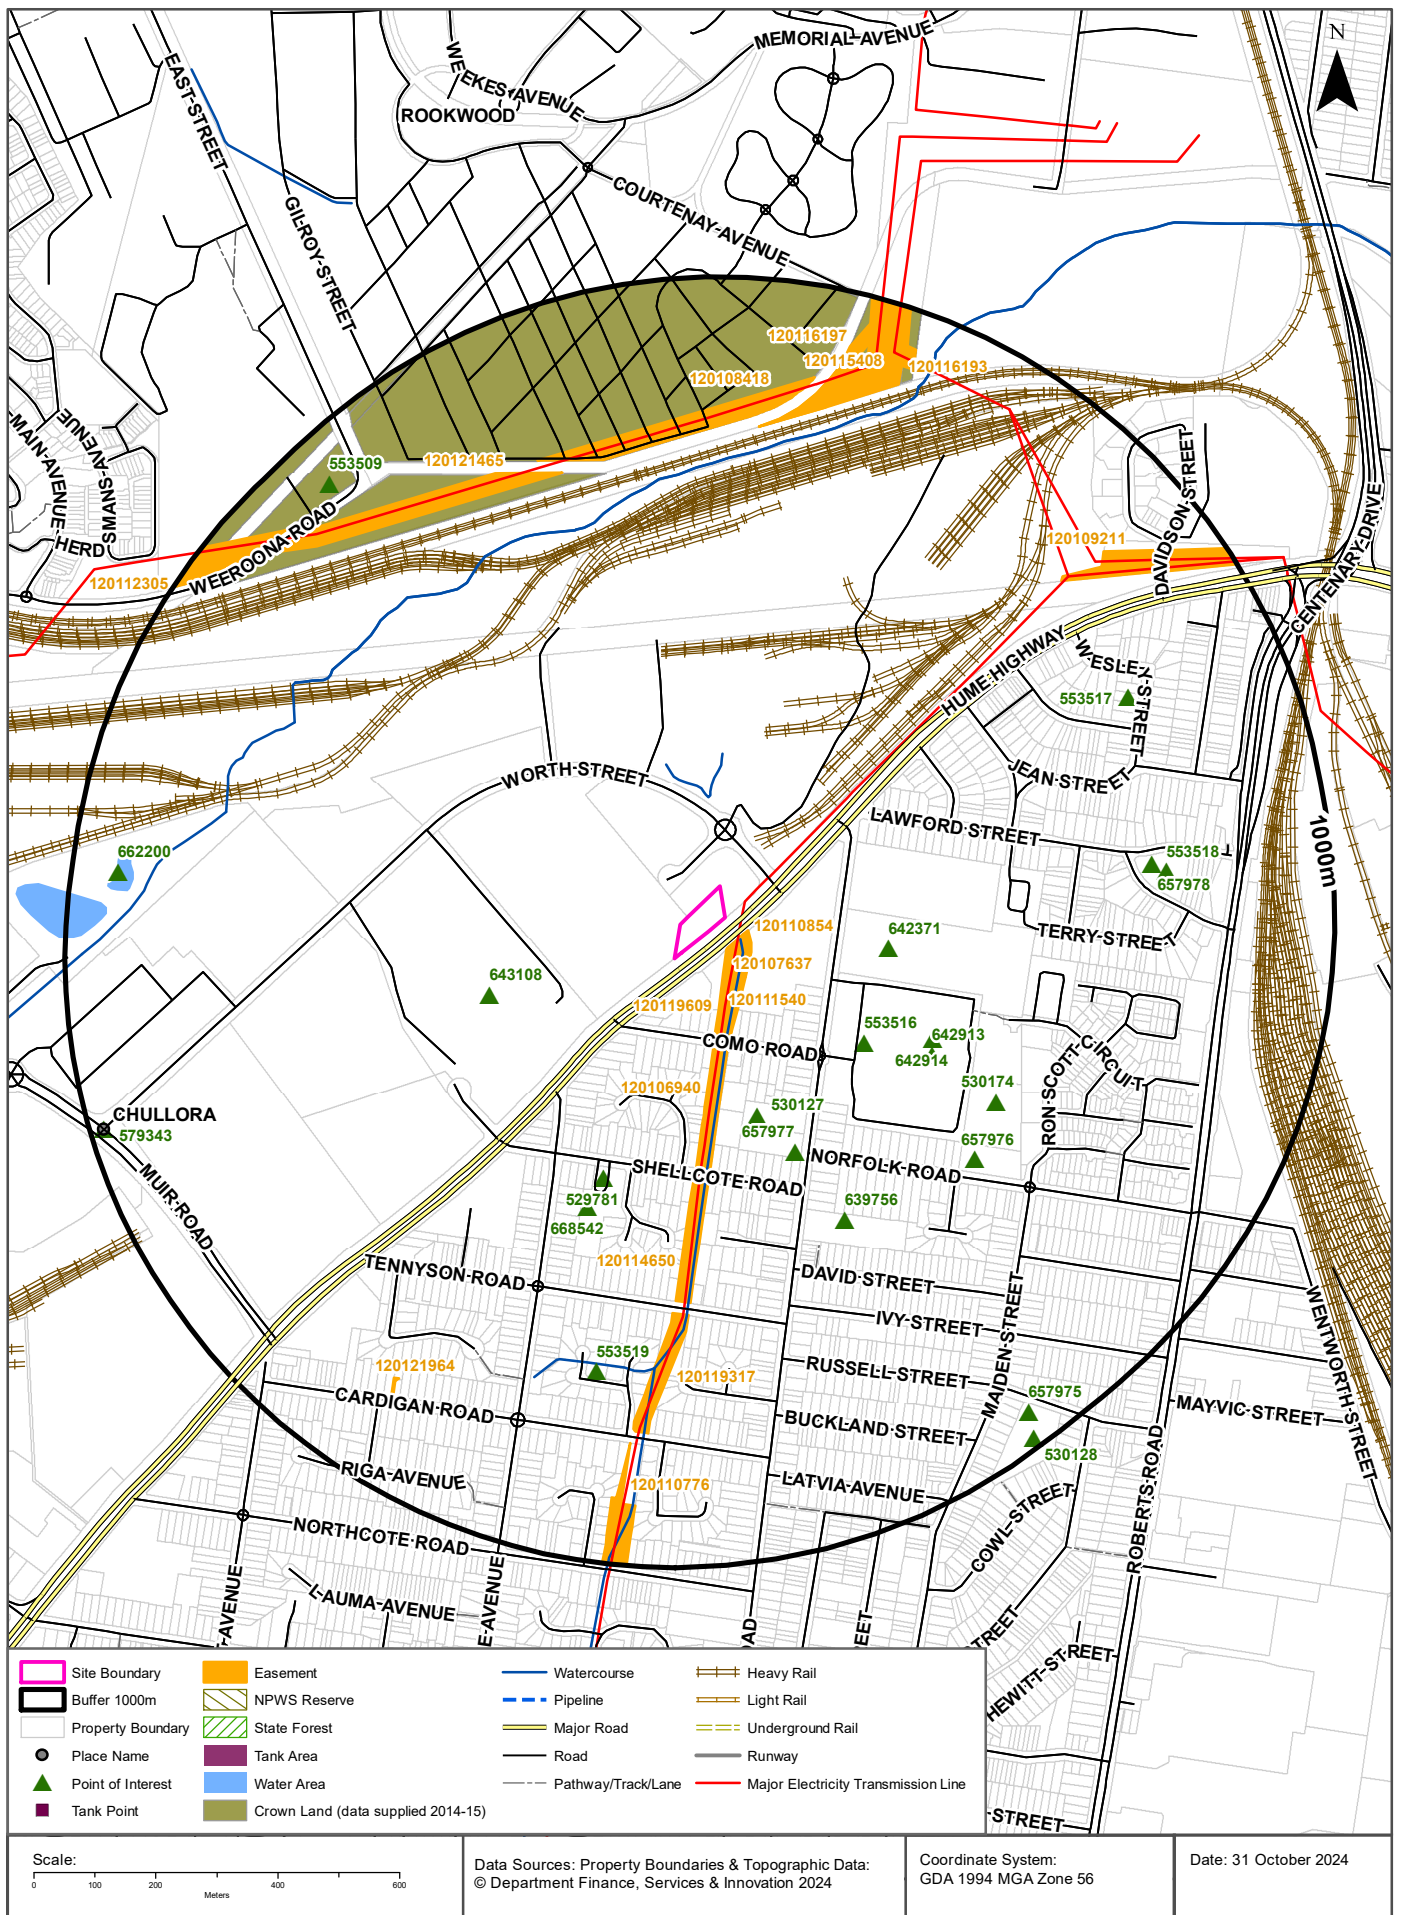 N
MEMORIAL AVENUE
WEEKES AVENUE
EAST STREET
ROOKWOOD
COURTENAY AVENUE
GILROY STREET
120116197
120115408
120116193
120108418
MAIN AVENUE
HERDSMANS AVENUE
553509
120121465
DAVIDSON STREET
CENTENARY DRIVE
WEEROONA ROAD
120112305
120109211
HUME HIGHWAY
WESLEY STREET
553517
WORTH STREET
JEAN STREET
LAWFORD STREET
1000m
662200
553518
657978
120110854
642371
TERRY STREET
643108
120107637
120119609
120111540
553516
642913
642914
COMO ROAD
RON SCOTT CIRCUIT
120106940
530174
530127
CHULLORA
579343
657977
657976
NORFOLK ROAD
SHELLCOTE ROAD
MUIR ROAD
529781
639756
668542
120114650
TENNYSON ROAD
DAVID STREET
IVY STREET
MAIDEN STREET
WENTWORTH STREET
553519
120121964
120119317
RUSSELL STREET
657975
CARDIGAN ROAD
BUCKLAND STREET
MAYVIC STREET
530128
RIGA AVENUE
120110776
LATVIA AVENUE
COWL STREET
ROBERTS ROAD
NORTHCOTE ROAD
LAUMA AVENUE
AVENUE
E AVENUE
OAD
REET
TREET
HEWITT STREET
STREET
Site Boundary
Buffer 1000m
Property Boundary
Place Name
Point of Interest
Tank Point
Easement
NPWS Reserve
State Forest
Tank Area
Water Area
Crown Land (data supplied 2014-15)
Watercourse
Pipeline
Major Road
Road
Pathway/Track/Lane
Heavy Rail
Light Rail
Underground Rail
Runway
Major Electricity Transmission Line
Scale:
0 100 200 400 600
Meters
Data Sources: Property Boundaries & Topographic Data:
© Department Finance, Services & Innovation 2024
Coordinate System:
GDA 1994 MGA Zone 56
Date: 31 October 2024